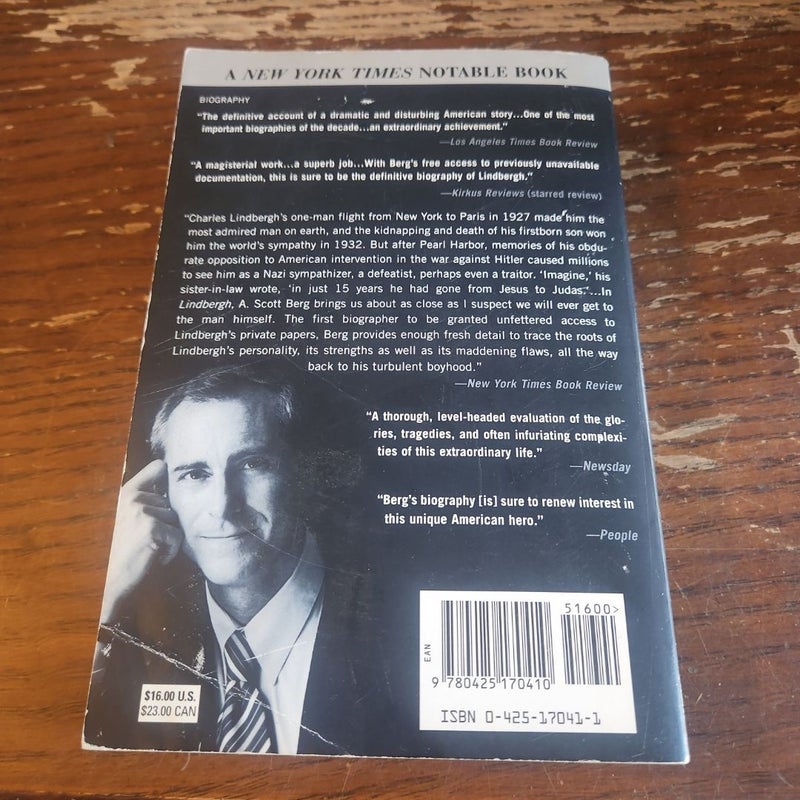 A NEW YORK TIMES NOTABLE BOOK
BIOGRAPHY
"The definitive account of a dramatic and disturbing American story...One of the most
important biographies of the decade...an extraordinary achievement."
—Los Angeles Times Book Review
"A magisterial work...a superb job...With Berg's free access to previously unavailable
documentation, this is sure to be the definitive biography of Lindbergh."
—Kirkus Reviews (starred review)
"Charles Lindbergh's one-man flight from New York to Paris in 1927 made him the
most admired man on earth, and the kidnapping and death of his firstborn son won
him the world's sympathy in 1932. But after Pearl Harbor, memories of his obdu-
rate opposition to American intervention in the war against Hitler caused millions
to see him as a Nazi sympathizer, a defeatist, perhaps even a traitor. 'Imagine,' his
sister-in-law wrote, 'in just 15 years he had gone from Jesus to Judas.'...In
Lindbergh, A. Scott Berg brings us about as close as I suspect we will ever get to
the man himself. The first biographer to be granted unfettered access to
Lindbergh's private papers, Berg provides enough fresh detail to trace the roots of
Lindbergh's personality, its strengths as well as its maddening flaws, all the way
back to his turbulent boyhood."
—New York Times Book Review
"A thorough, level-headed evaluation of the glo-
ries, tragedies, and often infuriating complexi-
ties of this extraordinary life."
—Newsday
"Berg's biography [is] sure to renew interest in
this unique American hero."
—People
51600>
EAN
9 780425 170410
ISBN 0-425-17041-1
$16.00 U.S.
$23.00 CAN